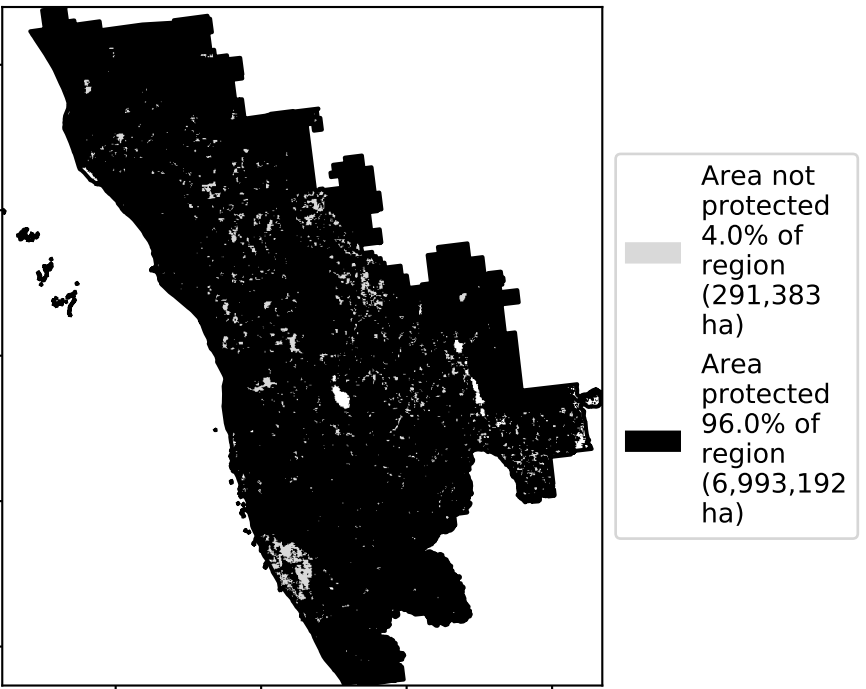 Area not
protected
4.0% of
region
(291,383
ha)
Area
protected
96.0% of
region
(6,993,192
ha)